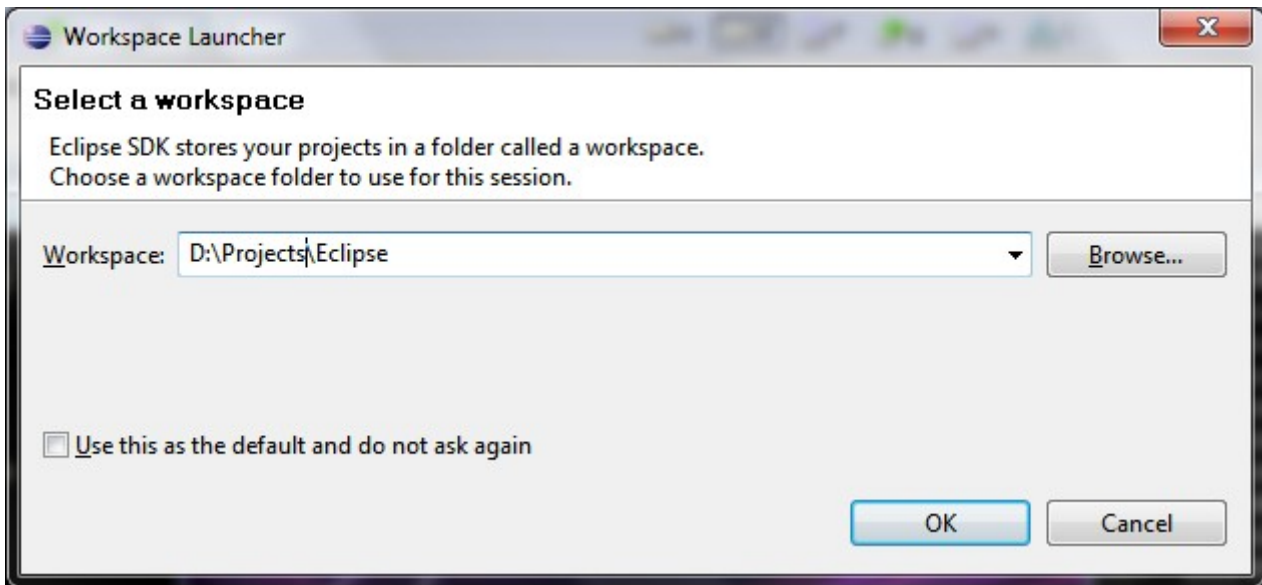 Workspace Launcher
Select a workspace
Eclipse SDK stores your projects in a folder called a workspace.
Choose a workspace folder to use for this session.
Workspace: D:\Projects\Eclipse Browse...
Use this as the default and do not ask again
OK Cancel